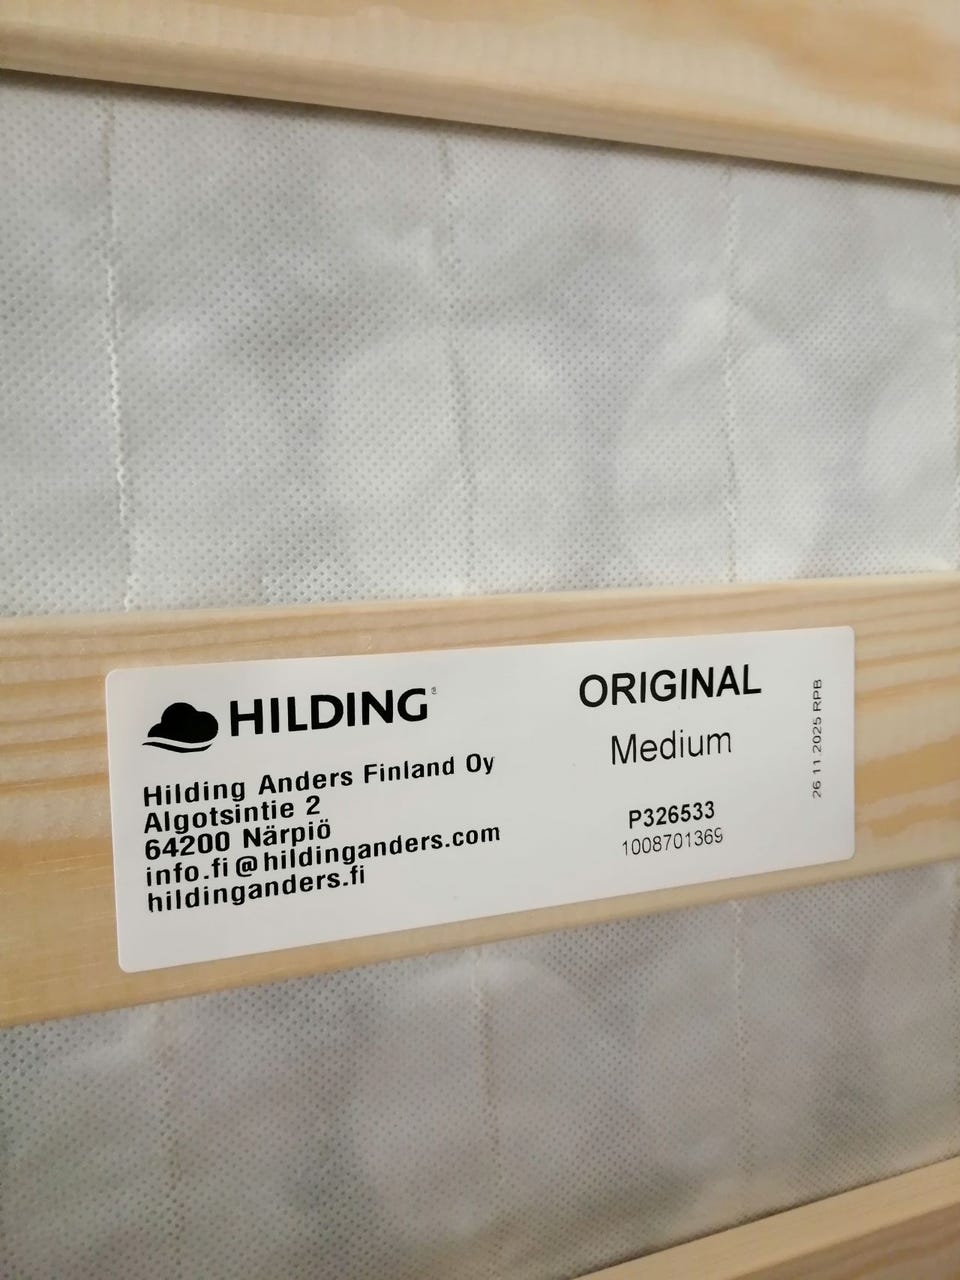 HILDING®
Hilding Anders Finland Oy
Algotsintie 2
64200 Närpiö
info.fi@hildinganders.com
hildinganders.fi
ORIGINAL
Medium
P326533
1008701369
26 11 2025 RPB